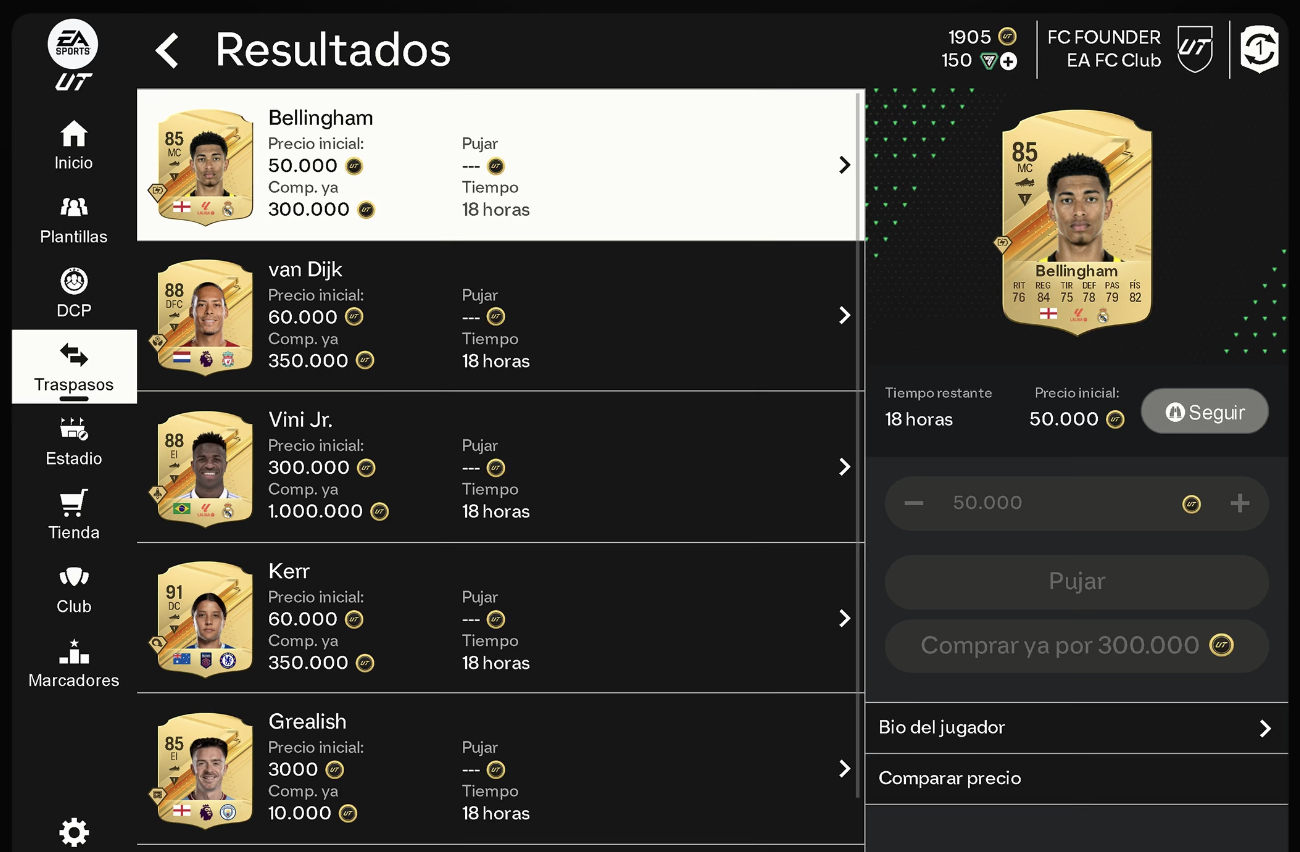 EA
SPORTS
UT
Resultados
1905
150
FC FOUNDER
EA FC Club
UT
1
Inicio
Plantillas
DCP
Traspasos
Estadio
Tienda
Club
Marcadores
85
MC
Bellingham
Precio inicial:
50.000
Comp. ya
300.000
Pujar
---
Tiempo
18 horas
88
DFC
van Dijk
Precio inicial:
60.000
Comp. ya
350.000
Pujar
---
Tiempo
18 horas
88
EI
Vini Jr.
Precio inicial:
300.000
Comp. ya
1.000.000
Pujar
---
Tiempo
18 horas
91
DC
Kerr
Precio inicial:
60.000
Comp. ya
350.000
Pujar
---
Tiempo
18 horas
85
EI
Grealish
Precio inicial:
3000
Comp. ya
10.000
Pujar
---
Tiempo
18 horas
85
MC
Bellingham
RIT REG TIR DEF PAS FÍS
76 84 75 78 79 82
Tiempo restante
18 horas
Precio inicial:
50.000
Seguir
50.000
Pujar
Comprar ya por 300.000
Bio del jugador
Comparar precio